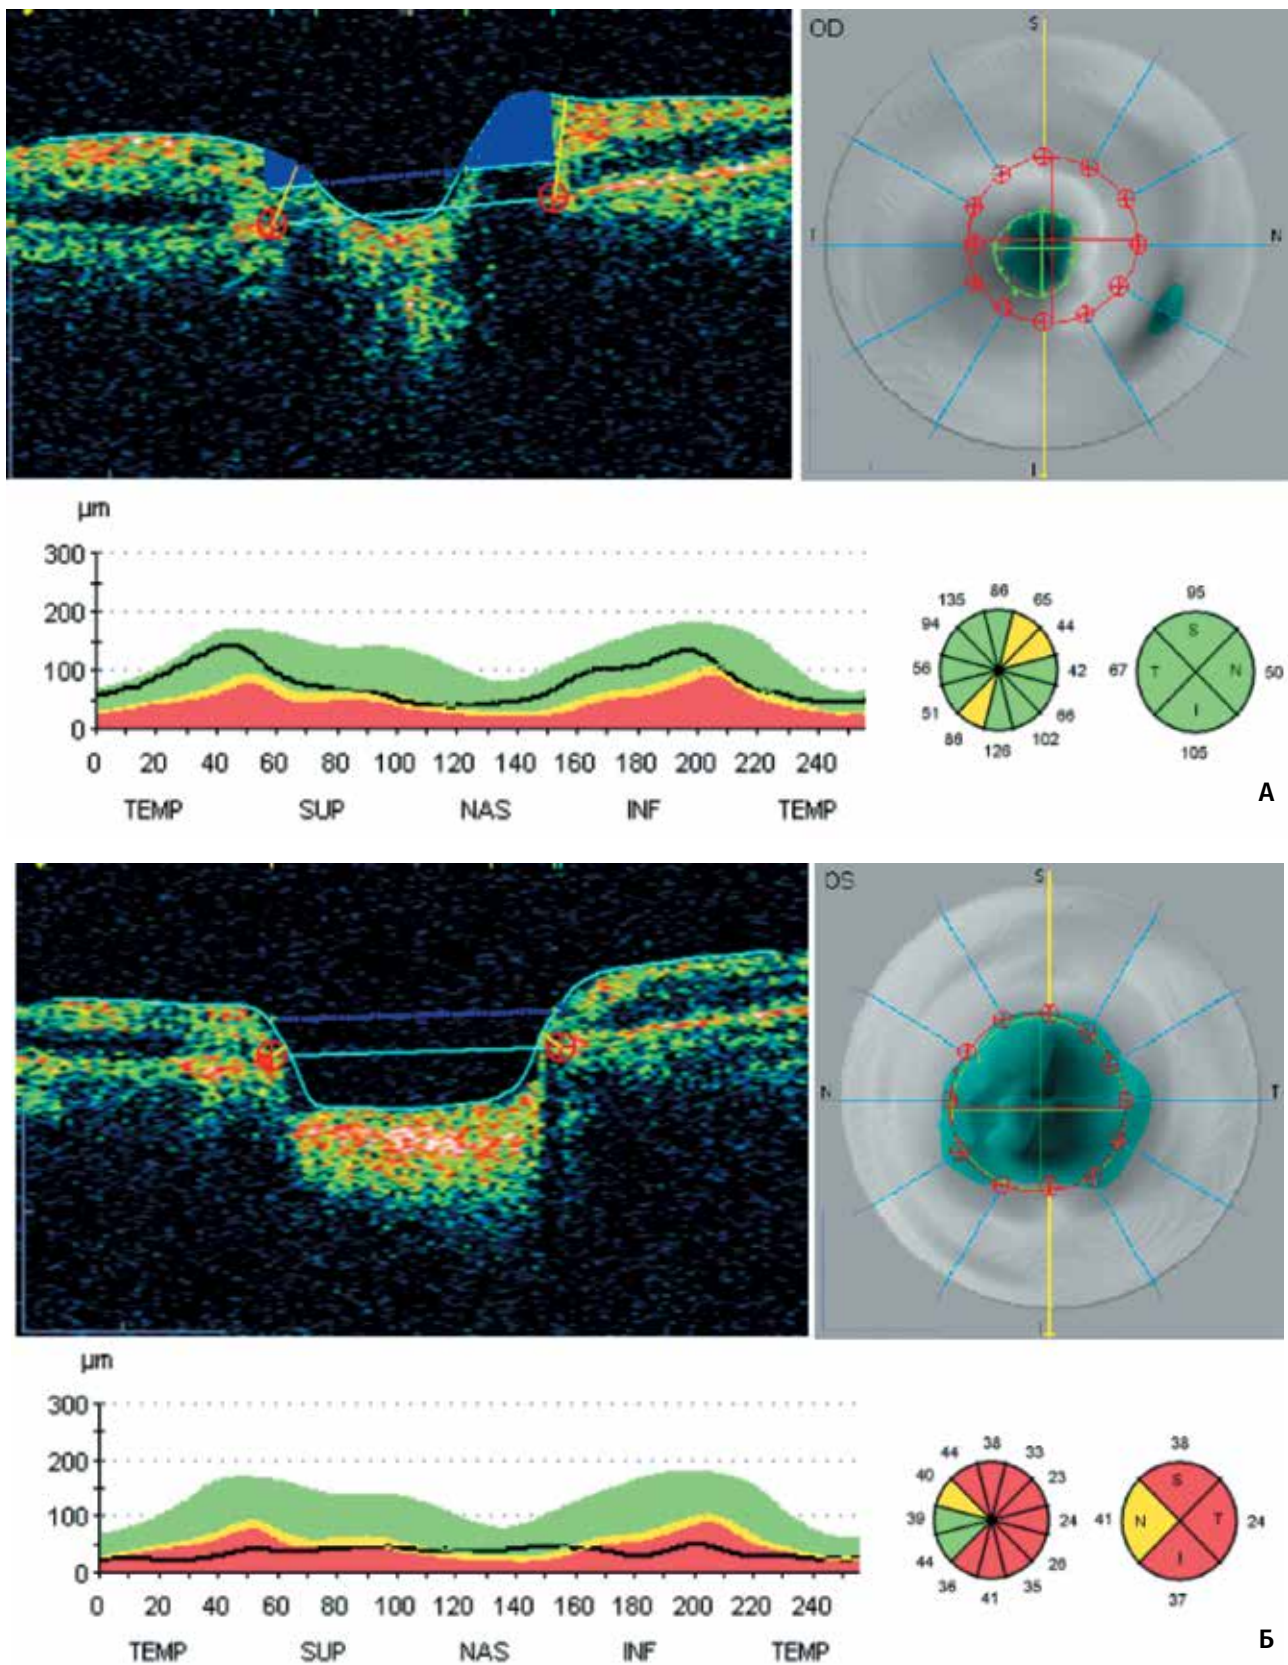 OD
S
T
N
I
µm
300
200
100
0
0 20 40 60 80 100 120 140 160 180 200 220 240
TEMP SUP NAS INF TEMP
135 86 65
94 44
56 42
51 66
86 126 102
95
S
67 T N 50
I
105
А
OS
S
N
T
I
µm
300
200
100
0
0 20 40 60 80 100 120 140 160 180 200 220 240
TEMP SUP NAS INF TEMP
44 38 33
40 23
39 24
44 28
36 41 35
38
S
41 N T 24
I
37
Б